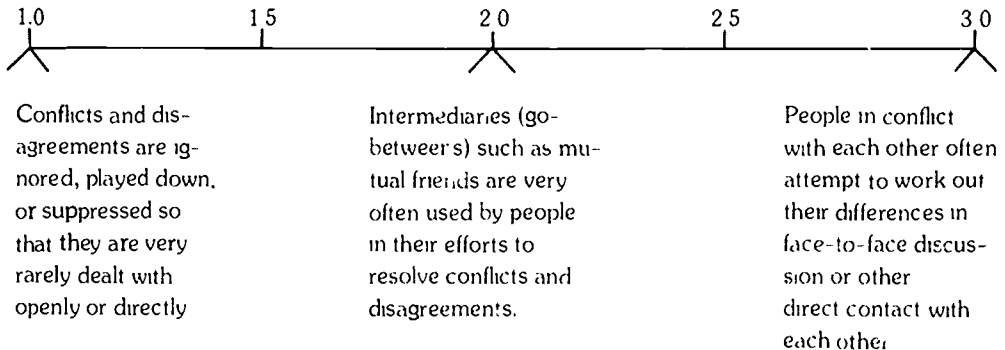 1.0 1.5 2.0 2.5 3.0
Conflicts and dis-
agreements are ig-
nored, played down,
or suppressed so
that they are very
rarely dealt with
openly or directly
Intermediaries (go-
betweers) such as mu-
tual friends are very
often used by people
in their efforts to
resolve conflicts and
disagreements.
People in conflict
with each other often
attempt to work out
their differences in
face-to-face discus-
sion or other
direct contact with
each other